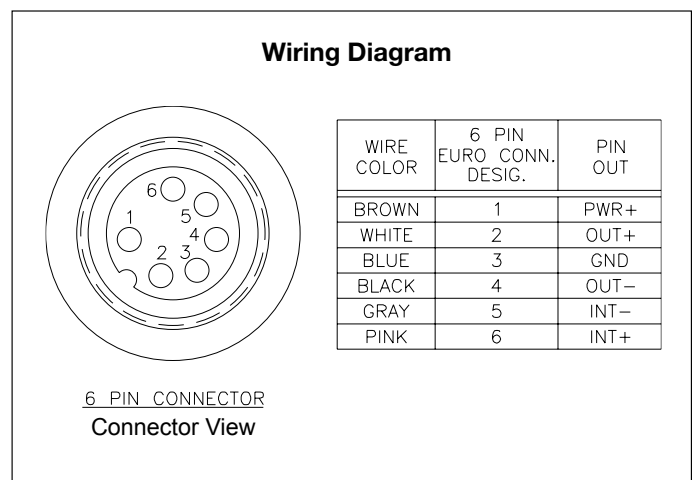 Wiring Diagram
6
5
1
4
2 3
6 PIN CONNECTOR
Connector View
WIRE COLOR 6 PIN EURO CONN. DESIG. PIN OUT
BROWN 1 PWR+
WHITE 2 OUT+
BLUE 3 GND
BLACK 4 OUT−
GRAY 5 INT−
PINK 6 INT+